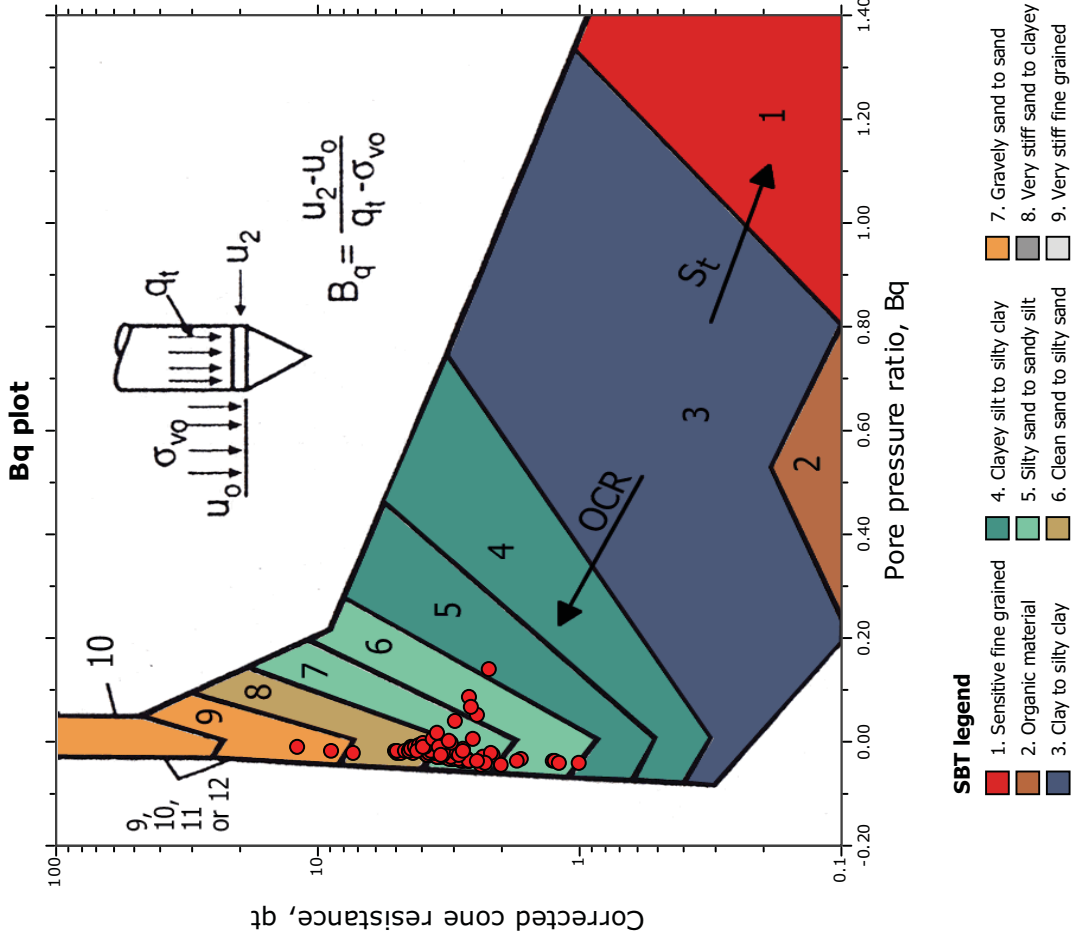 Bq plot
Corrected cone resistance, qt
100
10
1
0.1
-0.20
0.00
0.20
0.40
0.60
0.80
1.00
1.20
1.40
Pore pressure ratio, Bq
10
9,
10,
11
or 12
9
8
7
6
5
4
3
2
1
OCR
St
σvo
uo
qt
u2
Bq = u2-uo / qt - σvo
SBT legend
1. Sensitive fine grained
2. Organic material
3. Clay to silty clay
4. Clayey silt to silty clay
5. Silty sand to sandy silt
6. Clean sand to silty sand
7. Gravely sand to sand
8. Very stiff sand to clayey
9. Very stiff fine grained